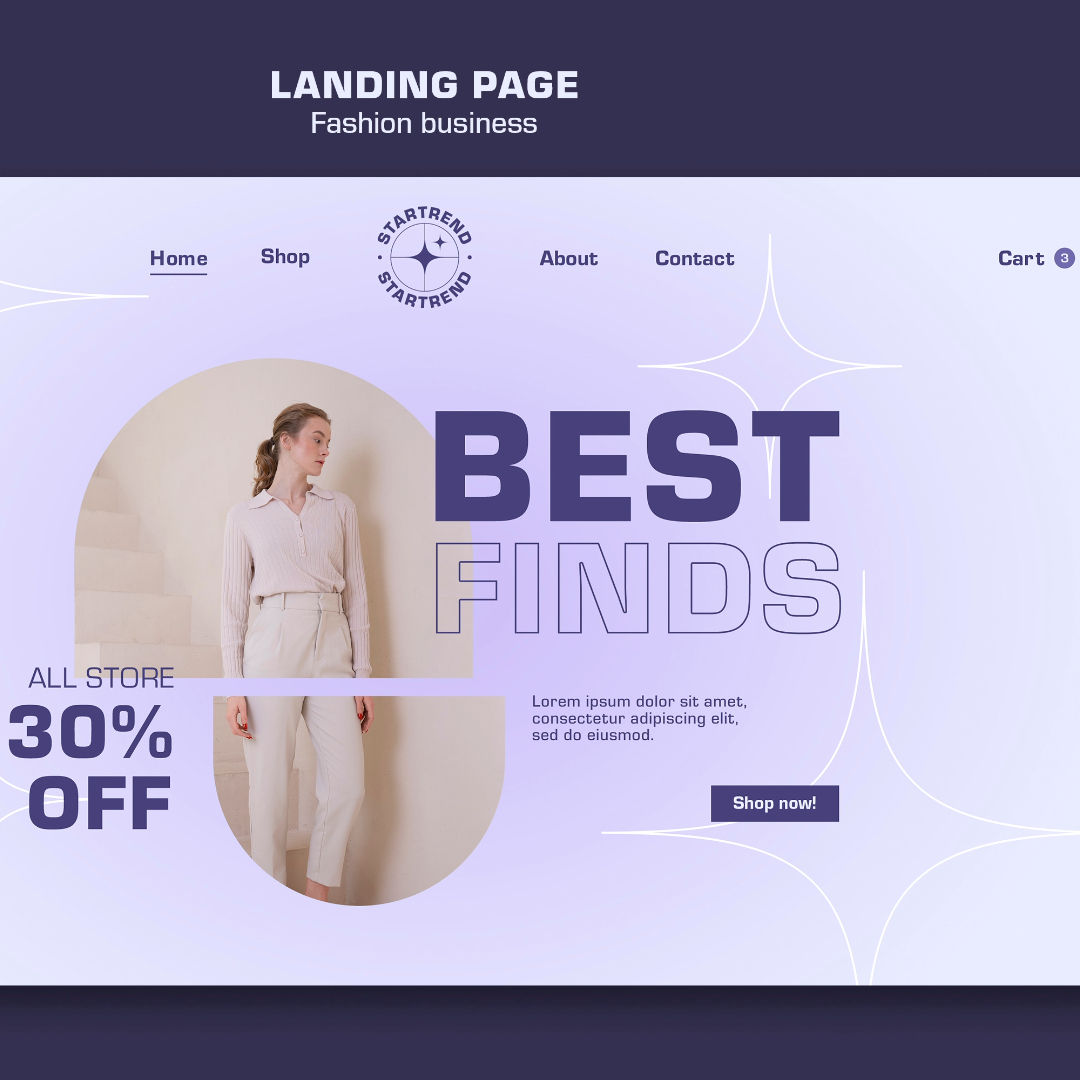 LANDING PAGE
Fashion business
Home
Shop
STARTREND
STARTREND
About
Contact
Cart 3
BEST
FINDS
ALL STORE
30%
OFF
Lorem ipsum dolor sit amet,
consectetur adipiscing elit,
sed do eiusmod.
Shop now!